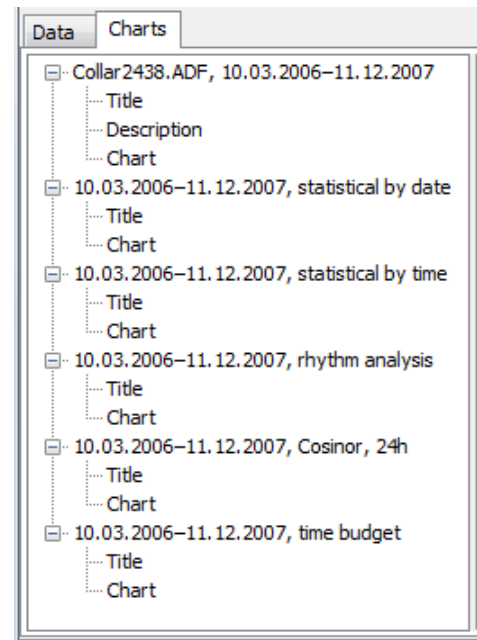 Data Charts
Collar2438.ADF, 10.03.2006–11.12.2007
Title
Description
Chart
10.03.2006–11.12.2007, statistical by date
Title
Chart
10.03.2006–11.12.2007, statistical by time
Title
Chart
10.03.2006–11.12.2007, rhythm analysis
Title
Chart
10.03.2006–11.12.2007, Cosinor, 24h
Title
Chart
10.03.2006–11.12.2007, time budget
Title
Chart